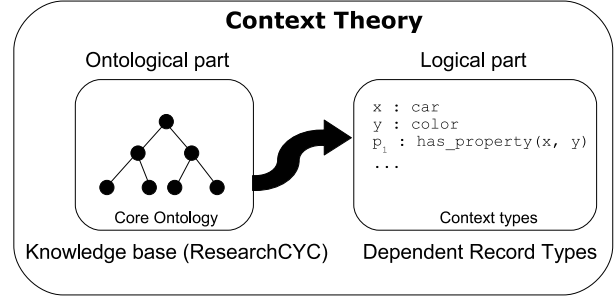 Context Theory
Ontological part
Core Ontology
Knowledge base (ResearchCYC)
Logical part
x : car
y : color
p₁ : has_property(x, y)
...
Context types
Dependent Record Types